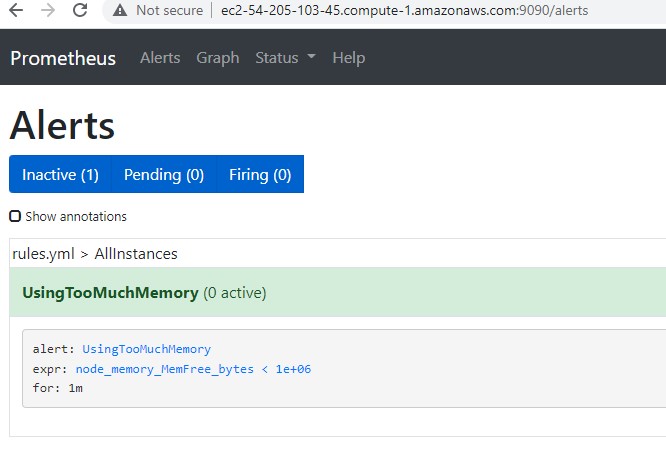 Not secure | ec2-54-205-103-45.compute-1.amazonaws.com:9090/alerts
Prometheus Alerts Graph Status Help
Alerts
Inactive (1) Pending (0) Firing (0)
Show annotations
rules.yml > AllInstances
UsingTooMuchMemory (0 active)
alert: UsingTooMuchMemory
expr: node_memory_MemFree_bytes < 1e+06
for: 1m